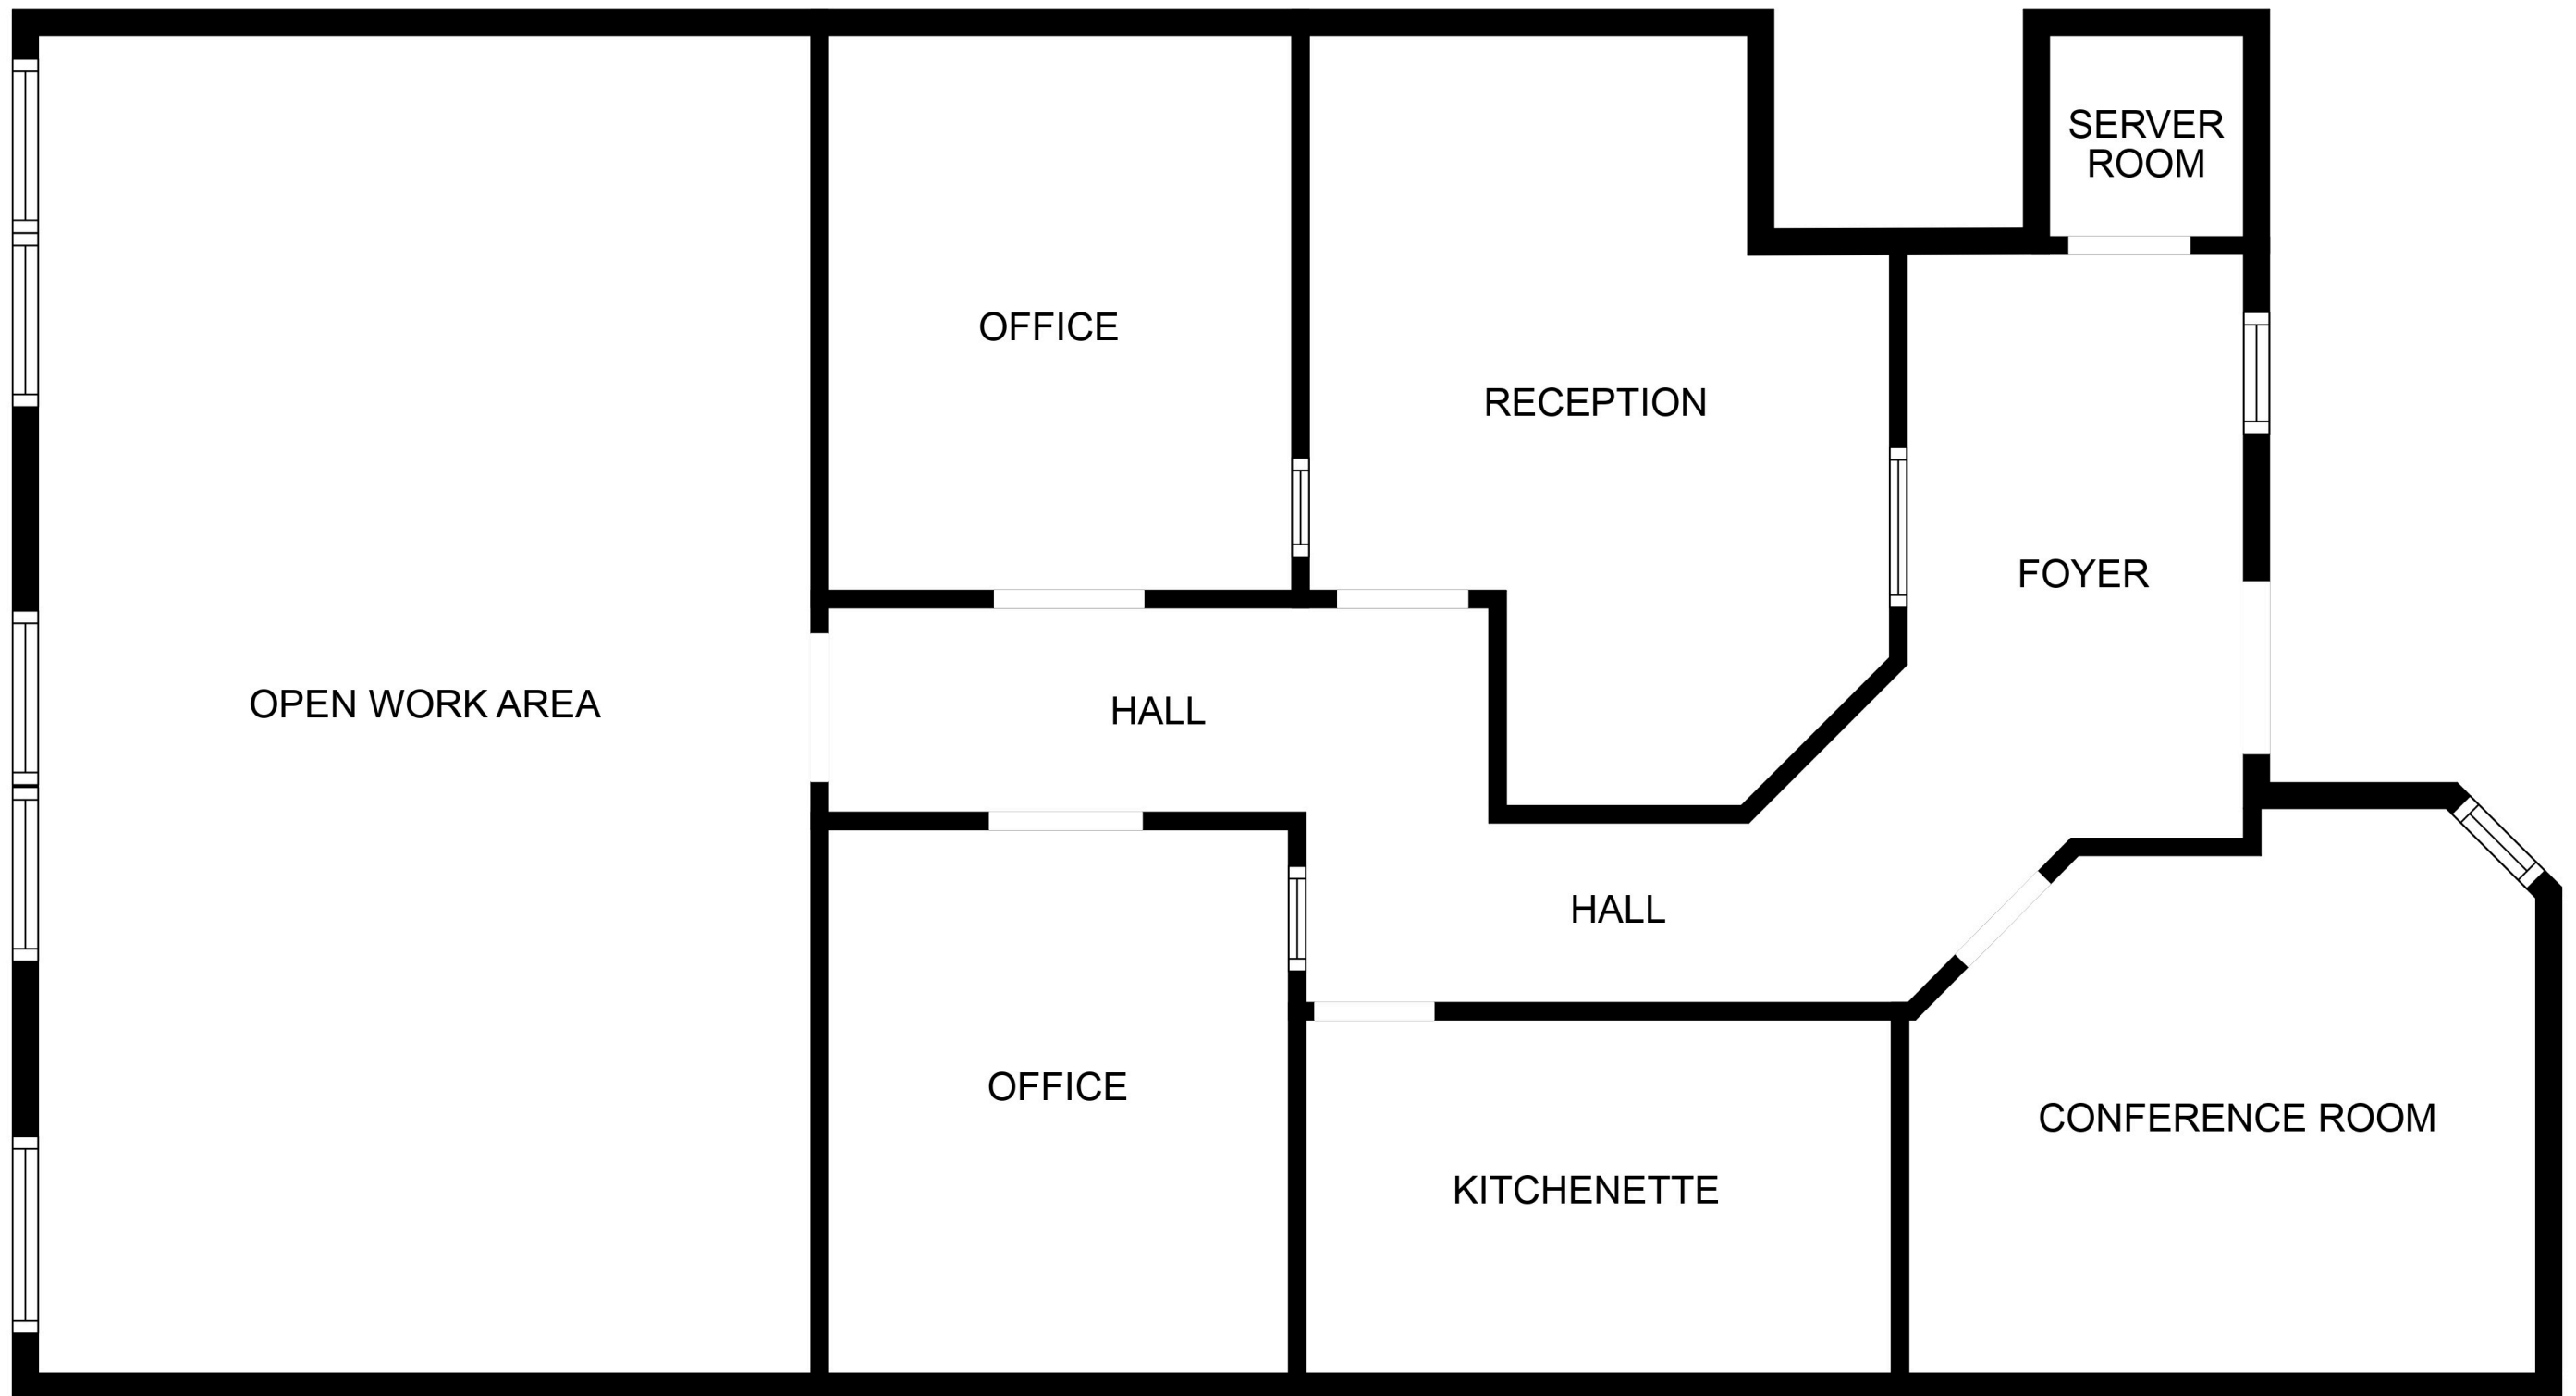 SERVER
ROOM
OFFICE
RECEPTION
FOYER
OPEN WORK AREA
HALL
HALL
OFFICE
CONFERENCE ROOM
KITCHENETTE